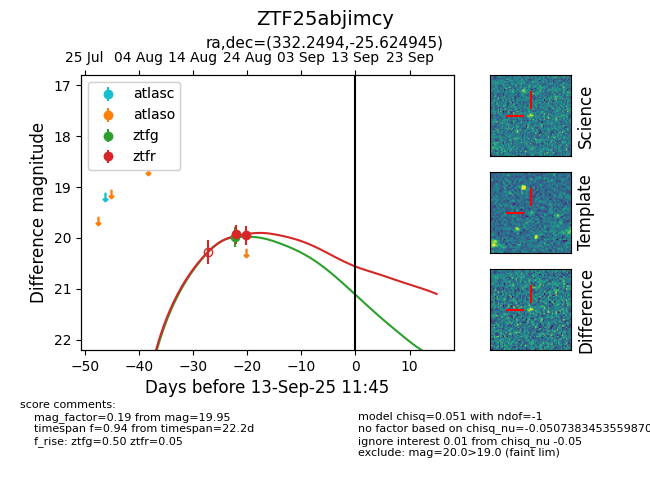 ZTF25abjimcy
ra,dec=(332.2494,-25.624945)
25 Jul 04 Aug 14 Aug 24 Aug 03 Sep 13 Sep 23 Sep
atlasc
atlaso
ztfg
ztfr
17
18
19
20
21
22
Difference magnitude
−50 −40 −30 −20 −10 0 10
Days before 13-Sep-25 11:45
Science
Template
Difference
score comments:
mag_factor=0.19 from mag=19.95
timespan f=0.94 from timespan=22.2d
f_rise: ztfg=0.50 ztfr=0.05
model chisq=0.051 with ndof=-1
no factor based on chisq_nu=-0.0507383453559870
ignore interest 0.01 from chisq_nu -0.05
exclude: mag=20.0>19.0 (faint lim)